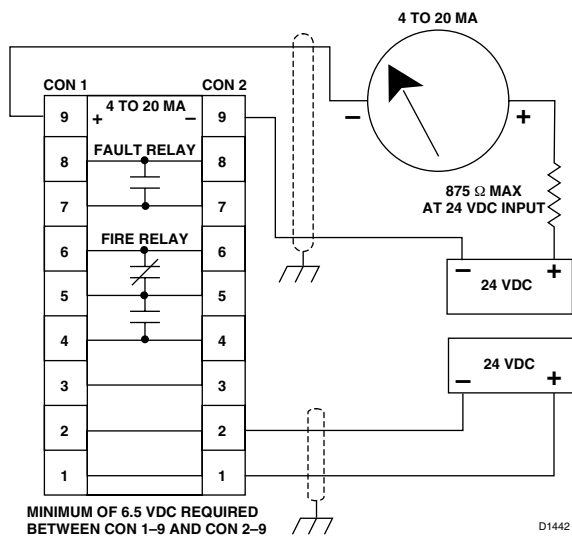 4 TO 20 MA
CON 1
CON 2
9
4 TO 20 MA
+
−
9
−
+
8
FAULT RELAY
8
7
7
875 Ω MAX
AT 24 VDC INPUT
6
FIRE RELAY
6
5
5
−
+
24 VDC
4
4
3
3
24 VDC
−
+
2
2
1
1
MINIMUM OF 6.5 VDC REQUIRED
BETWEEN CON 1–9 AND CON 2–9
D1442